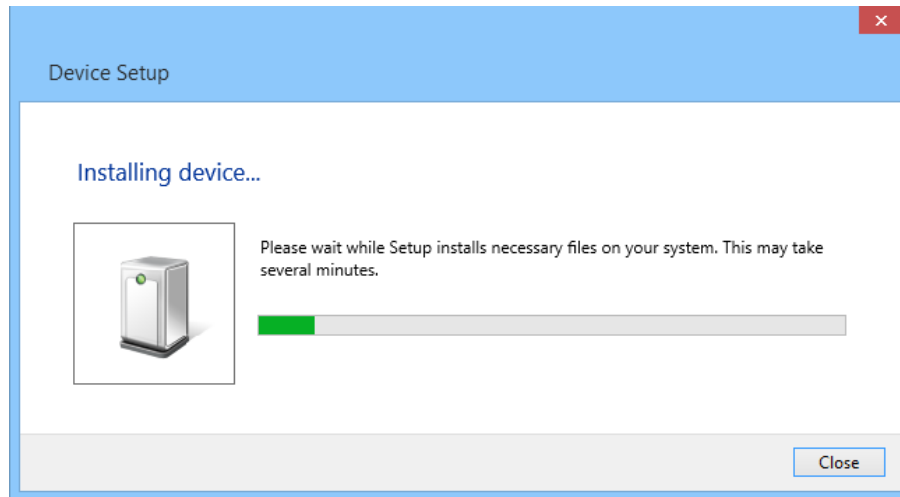 Device Setup
Installing device...
Please wait while Setup installs necessary files on your system. This may take
several minutes.
Close